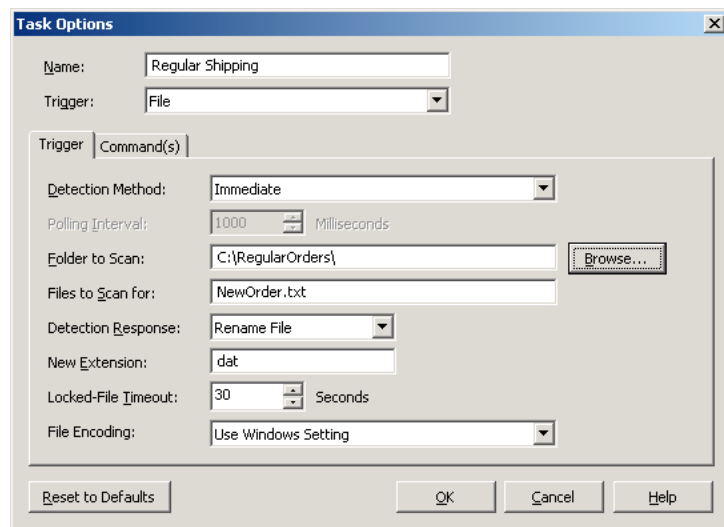 Task Options
Name: Regular Shipping
Trigger: File
Trigger Command(s)
Detection Method: Immediate
Polling Interval: 1000 Milliseconds
Folder to Scan: C:\RegularOrders\ Browse...
Files to Scan for: NewOrder.txt
Detection Response: Rename File
New Extension: dat
Locked-File Timeout: 30 Seconds
File Encoding: Use Windows Setting
Reset to Defaults OK Cancel Help